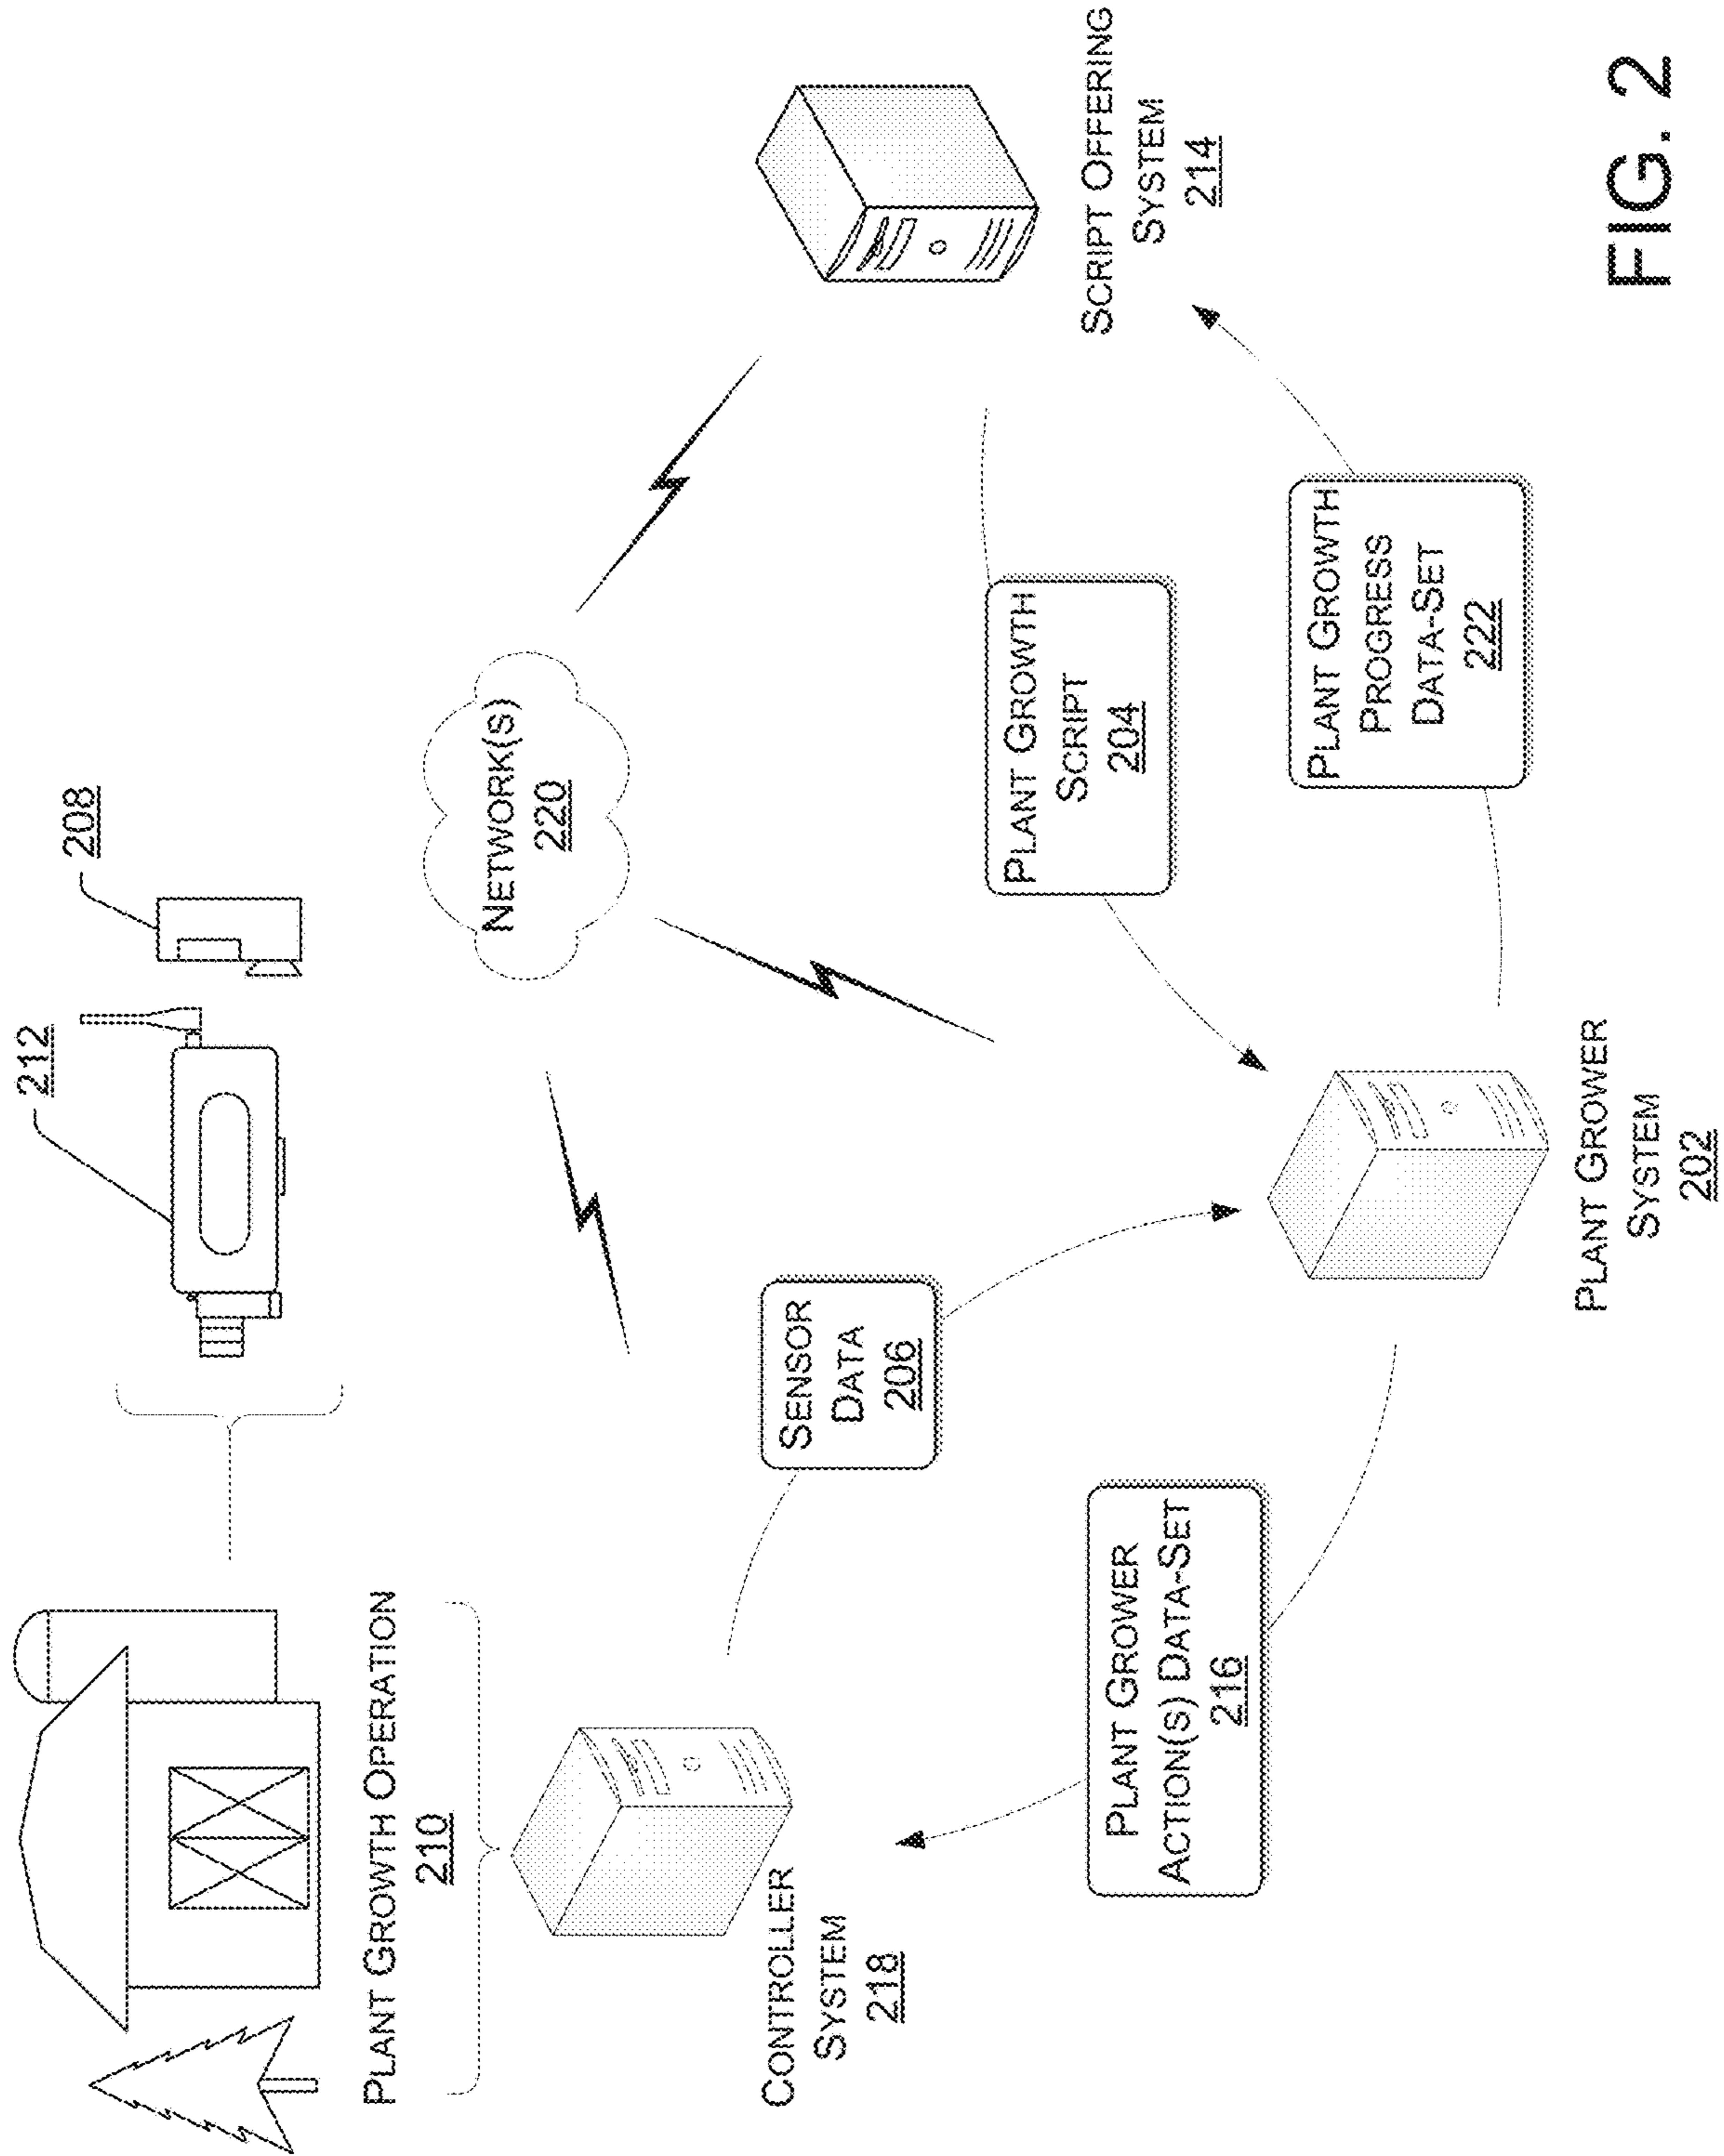 212
208
PLANT GROWTH OPERATION
210
NETWORK(S)
220
CONTROLLER
SYSTEM
218
SENSOR
DATA
206
PLANT GROWTH
SCRIPT
204
SCRIPT OFFERING
SYSTEM
214
PLANT GROWER
ACTION(S) DATA-SET
216
PLANT GROWTH
PROGRESS
DATA-SET
222
PLANT GROWER
SYSTEM
202
FIG. 2